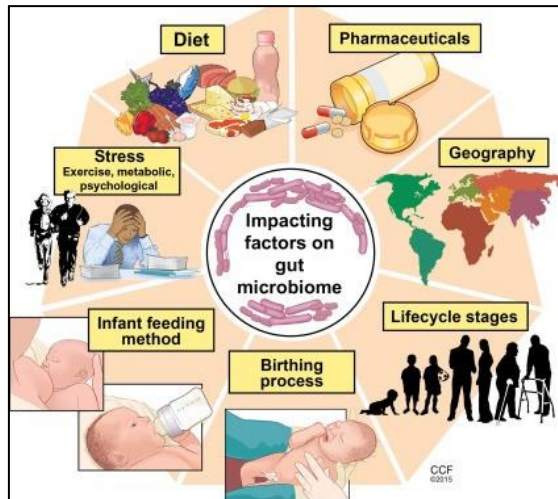 Diet
Pharmaceuticals
Stress
Exercise, metabolic,
psychological
Geography
Impacting
factors on
gut
microbiome
Infant feeding
method
Birthing
process
Lifecycle stages
CCF
©2015